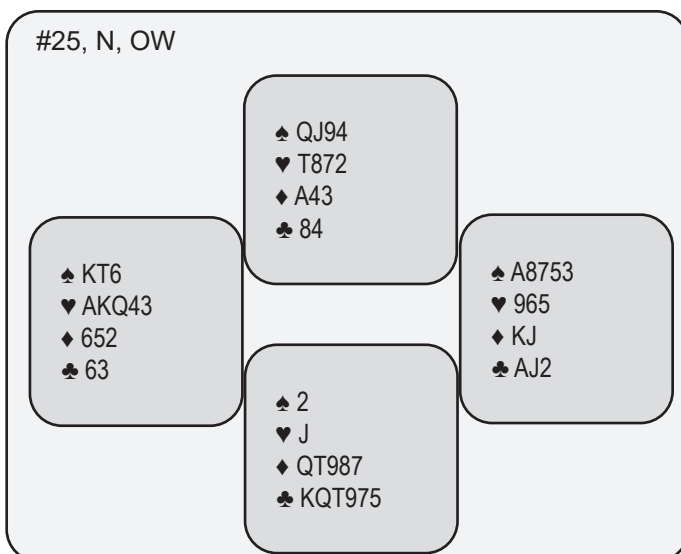 #25, N, OW
♠ QJ94
♥ T872
♦ A43
♣ 84
♠ KT6
♥ AKQ43
♦ 652
♣ 63
♠ A8753
♥ 965
♦ KJ
♣ AJ2
♠ 2
♥ J
♦ QT987
♣ KQT975